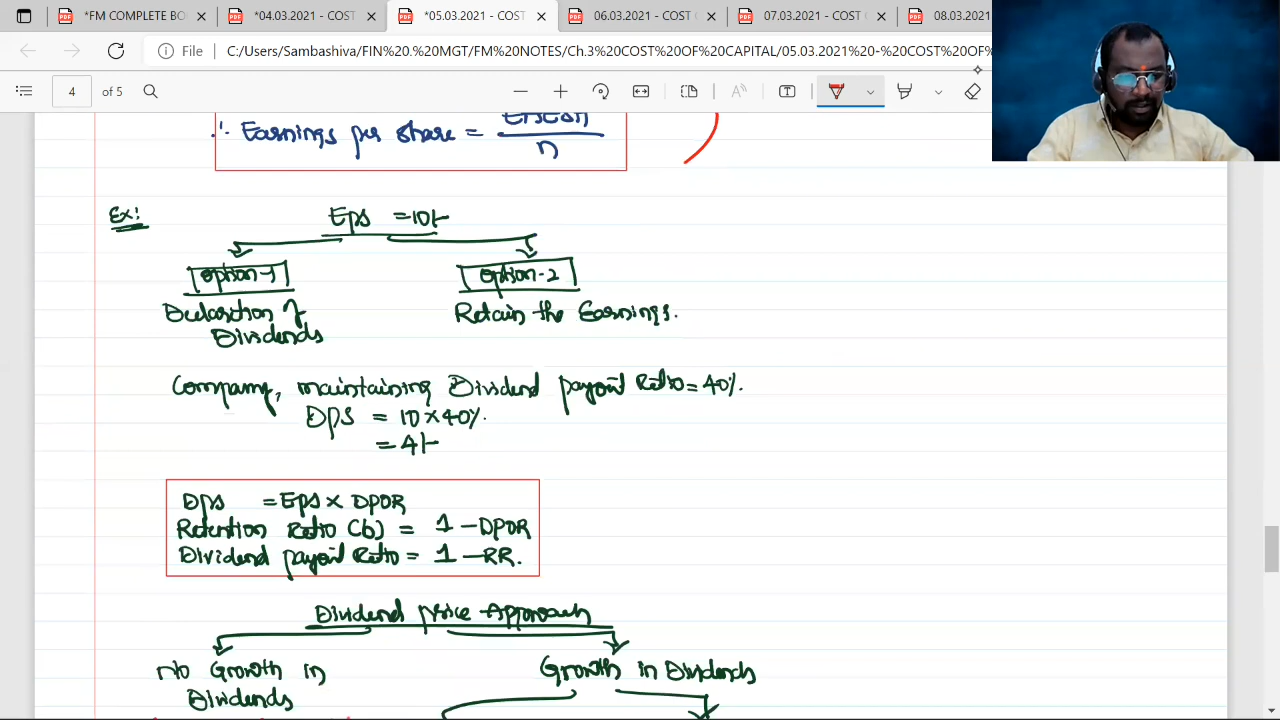 *FM COMPLETE BO
*04.03.2021 - COST
*05.03.2021 - COST C
06.03.2021 - COST C
07.03.2021 - COST C
08.03.2021
File C:/Users/Sambashiva/FIN%20.%20MGT/FM%20NOTES/Ch.3%20COST%20OF%20CAPITAL/05.03.2021%20-%20COST%20OF%
4 of 5
∴ Earnings per share = EAESH / n
Ex:
Eps = 10/-
option-1
option-2
Declaration of
Dividends
Retain the Earnings.
Company, maintaining Dividend payout Ratio = 40%.
DPS = 10 × 40%.
= 4/-
DPS = EPS × DPOR
Retention Ratio (b) = 1 - DPOR
Dividend payout Ratio = 1 - RR.
Dividend price Approach
No Growth in
Dividends
Growth in Dividends